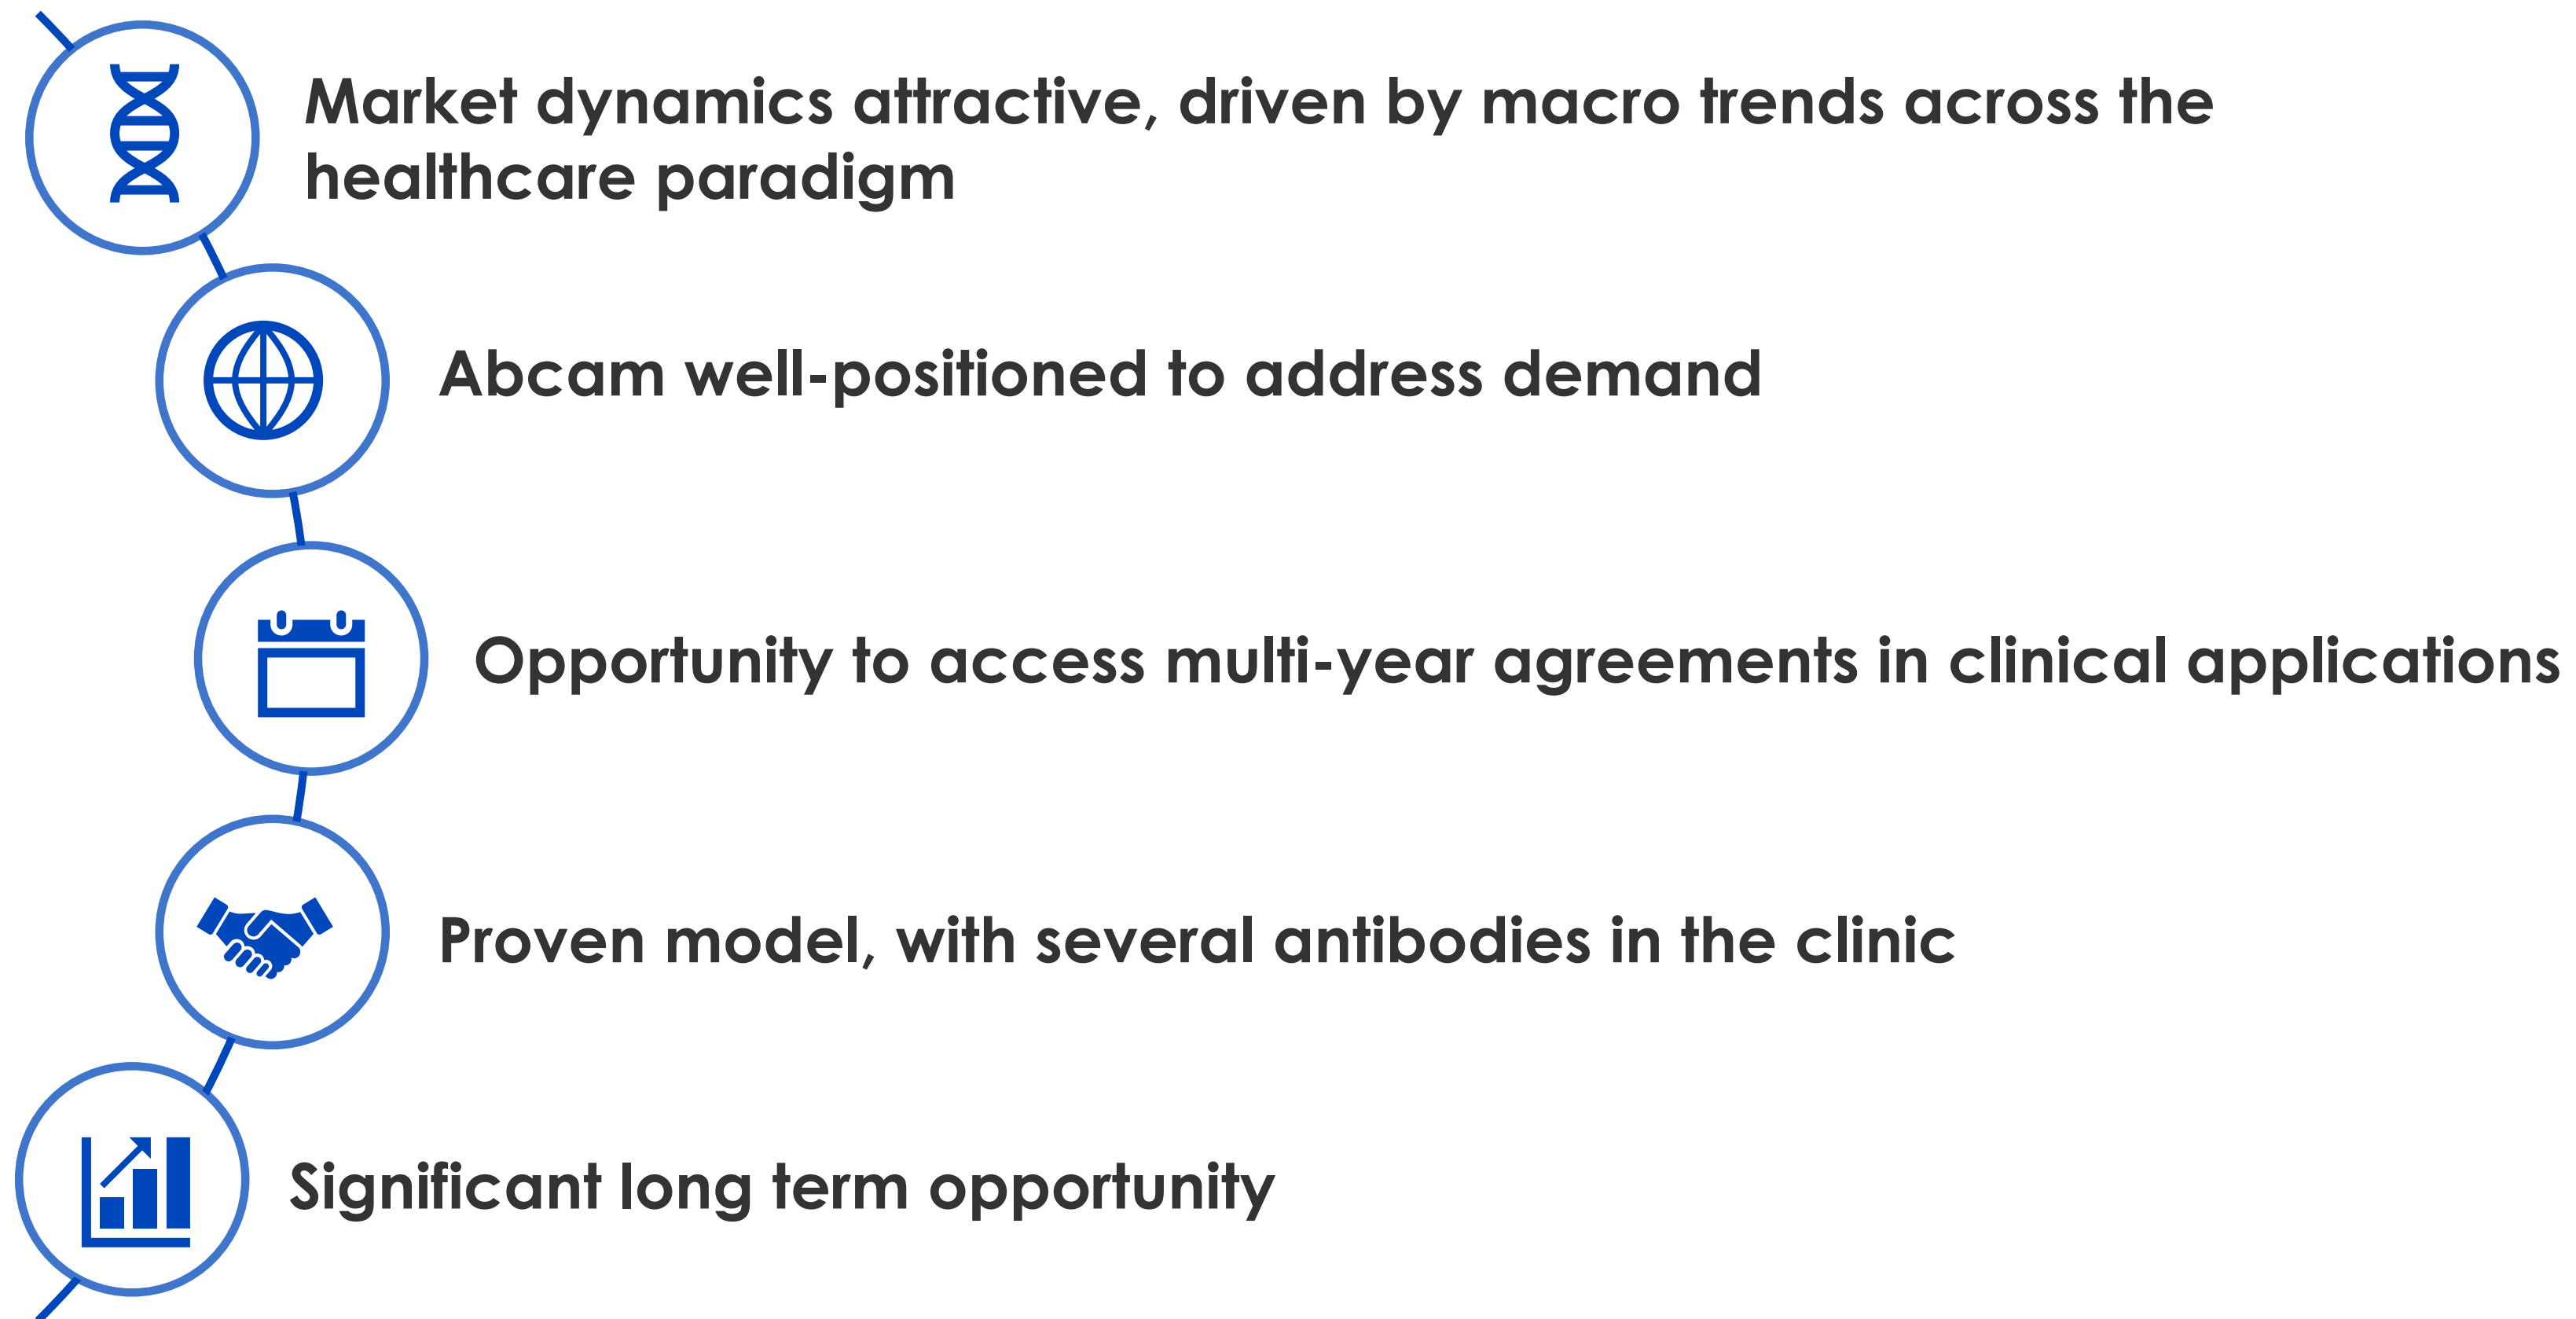 Market dynamics attractive, driven by macro trends across the
healthcare paradigm
Abcam well-positioned to address demand
Opportunity to access multi-year agreements in clinical applications
Proven model, with several antibodies in the clinic
Significant long term opportunity